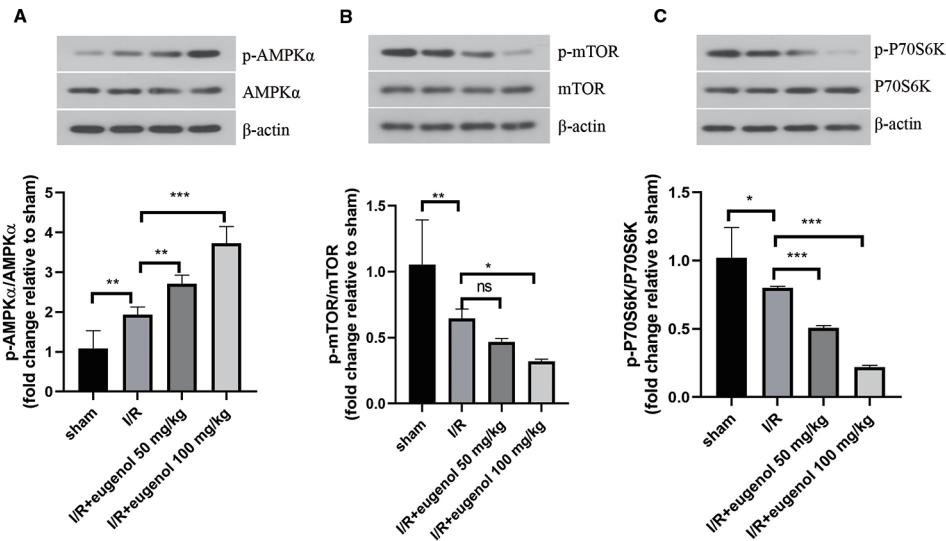 A
p-AMPKα
AMPKα
β-actin
p-AMPKα/AMPKα
(fold change relative to sham)
5
4
3
2
1
0
***
**
**
sham
I/R
I/R+eugenol 50 mg/kg
I/R+eugenol 100 mg/kg
B
p-mTOR
mTOR
β-actin
p-mTOR/mTOR
(fold change relative to sham)
1.5
1.0
0.5
0.0
**
*
ns
sham
I/R
I/R+eugenol 50 mg/kg
I/R+eugenol 100 mg/kg
C
p-P70S6K
P70S6K
β-actin
p-P70S6K/P70S6K
(fold change relative to sham)
1.5
1.0
0.5
0.0
*
***
***
sham
I/R
I/R+eugenol 50 mg/kg
I/R+eugenol 100 mg/kg